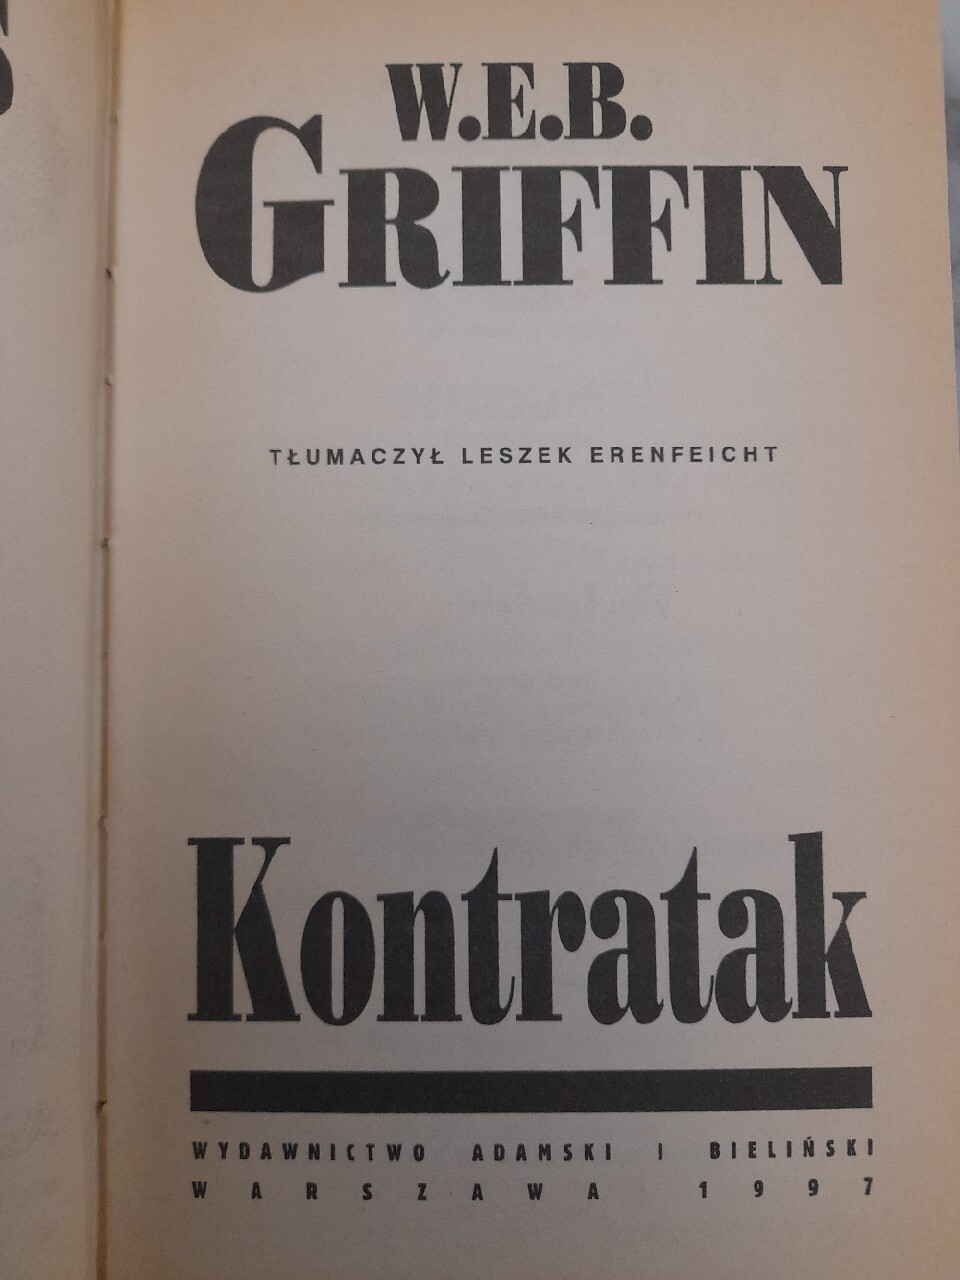 W.E.B.
GRIFFIN
TŁUMACZYŁ LESZEK ERENFEICHT
Kontratak
WYDAWNICTWO ADAMSKI I BIELIŃSKI
WARSZAWA 1997